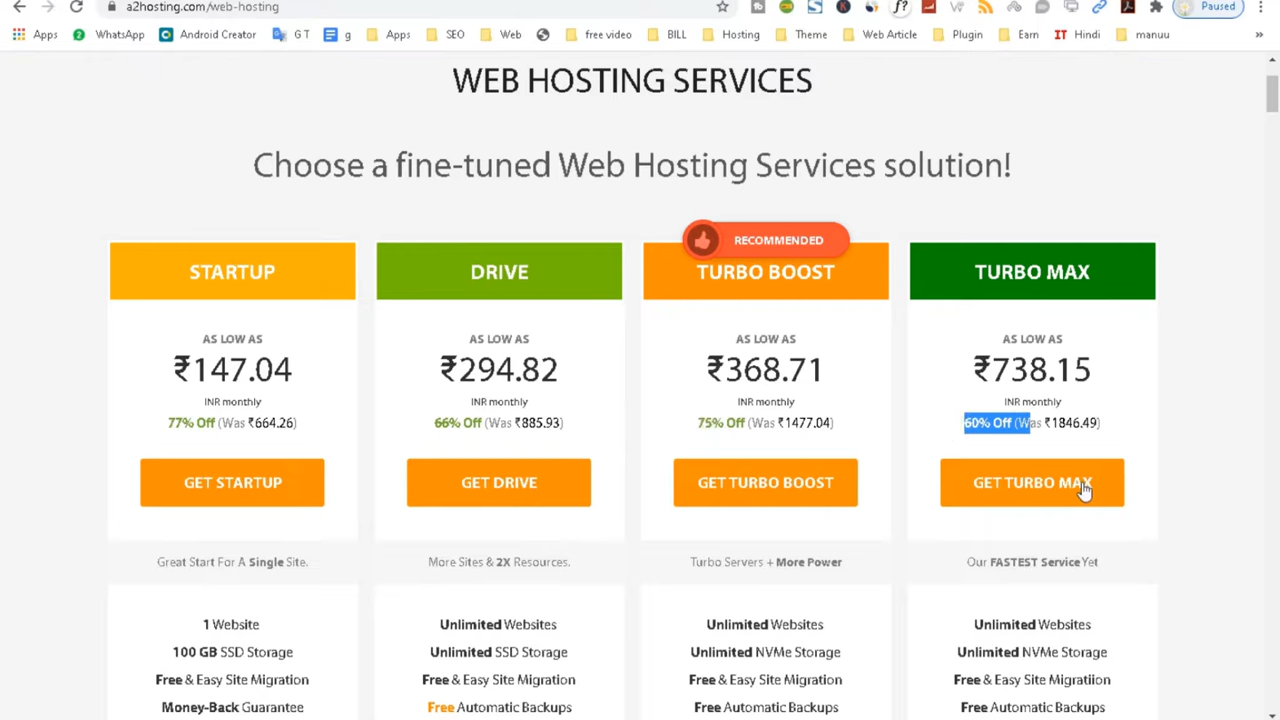 a2hosting.com/web-hosting
Paused
Apps WhatsApp Android Creator G T g Apps SEO Web free video BILL Hosting Theme Web Article Plugin Earn IT Hindi manuu »
WEB HOSTING SERVICES
Choose a fine-tuned Web Hosting Services solution!
RECOMMENDED
STARTUP
AS LOW AS
₹147.04
INR monthly
77% Off (Was ₹664.26)
GET STARTUP
Great Start For A Single Site.
1 Website
100 GB SSD Storage
Free & Easy Site Migration
Money-Back Guarantee
DRIVE
AS LOW AS
₹294.82
INR monthly
66% Off (Was ₹885.93)
GET DRIVE
More Sites & 2X Resources.
Unlimited Websites
Unlimited SSD Storage
Free & Easy Site Migration
Free Automatic Backups
TURBO BOOST
AS LOW AS
₹368.71
INR monthly
75% Off (Was ₹1477.04)
GET TURBO BOOST
Turbo Servers + More Power
Unlimited Websites
Unlimited NVMe Storage
Free & Easy Site Migration
Free Automatic Backups
TURBO MAX
AS LOW AS
₹738.15
INR monthly
60% Off (Was ₹1846.49)
GET TURBO MAX
Our FASTEST Service Yet
Unlimited Websites
Unlimited NVMe Storage
Free & Easy Site Migration
Free Automatic Backups